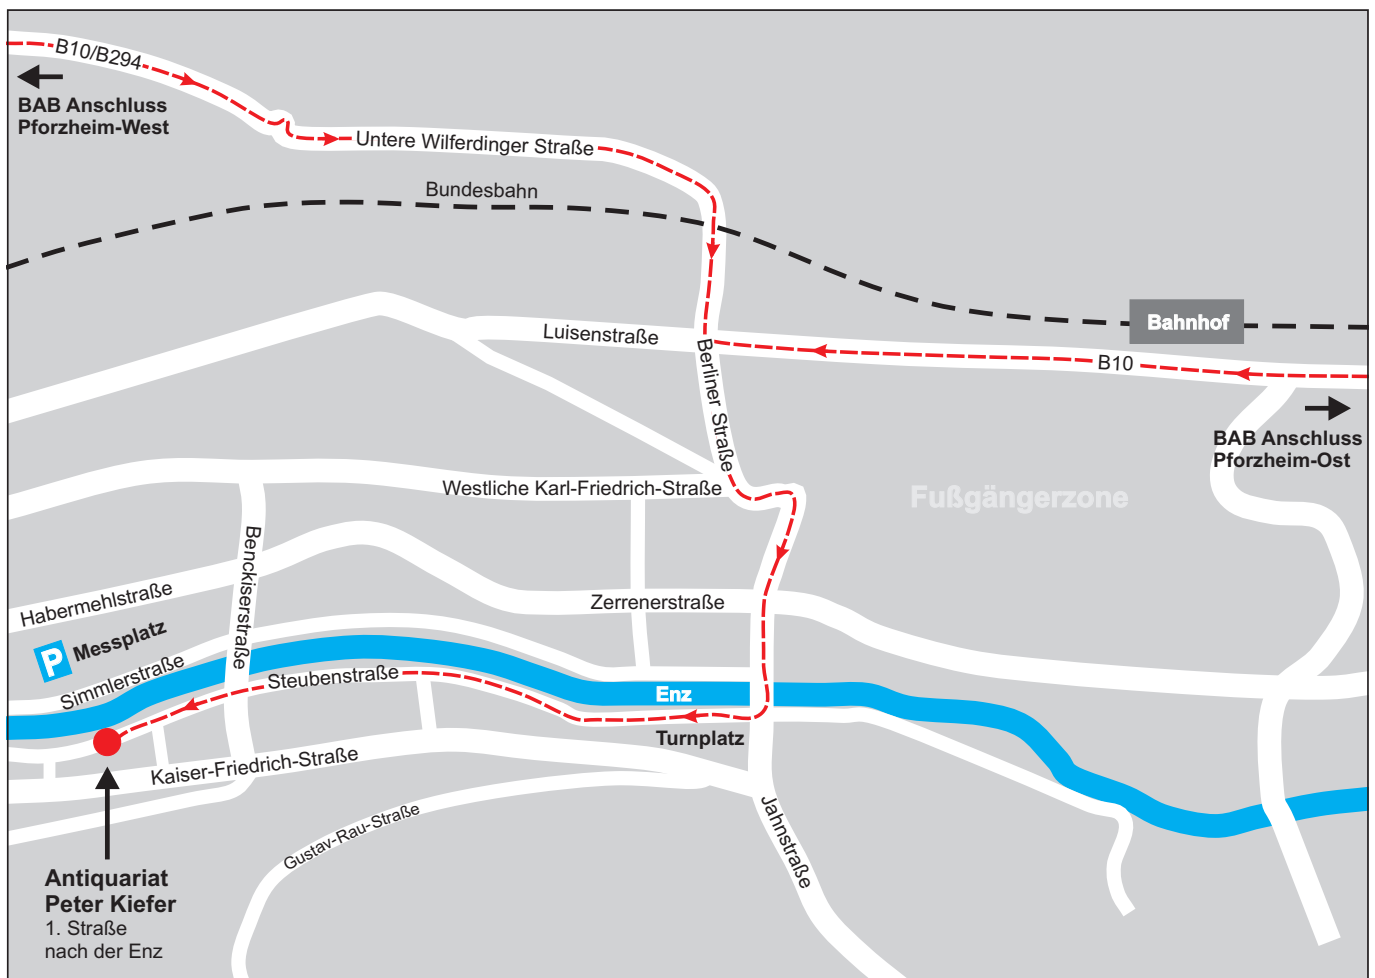 B10/B294
BAB Anschluss
Pforzheim-West
Untere Wilferdinger Straße
Bundesbahn
Bahnhof
Luisenstraße
B10
Berliner Straße
BAB Anschluss
Pforzheim-Ost
Westliche Karl-Friedrich-Straße
Fußgängerzone
Benckiserstraße
Habermehlstraße
Zerrenerstraße
P
Messplatz
Simmlerstraße
Steubenstraße
Enz
Turnplatz
Kaiser-Friedrich-Straße
Gustav-Rau-Straße
Jahnstraße
Antiquariat
Peter Kiefer
1. Straße
nach der Enz